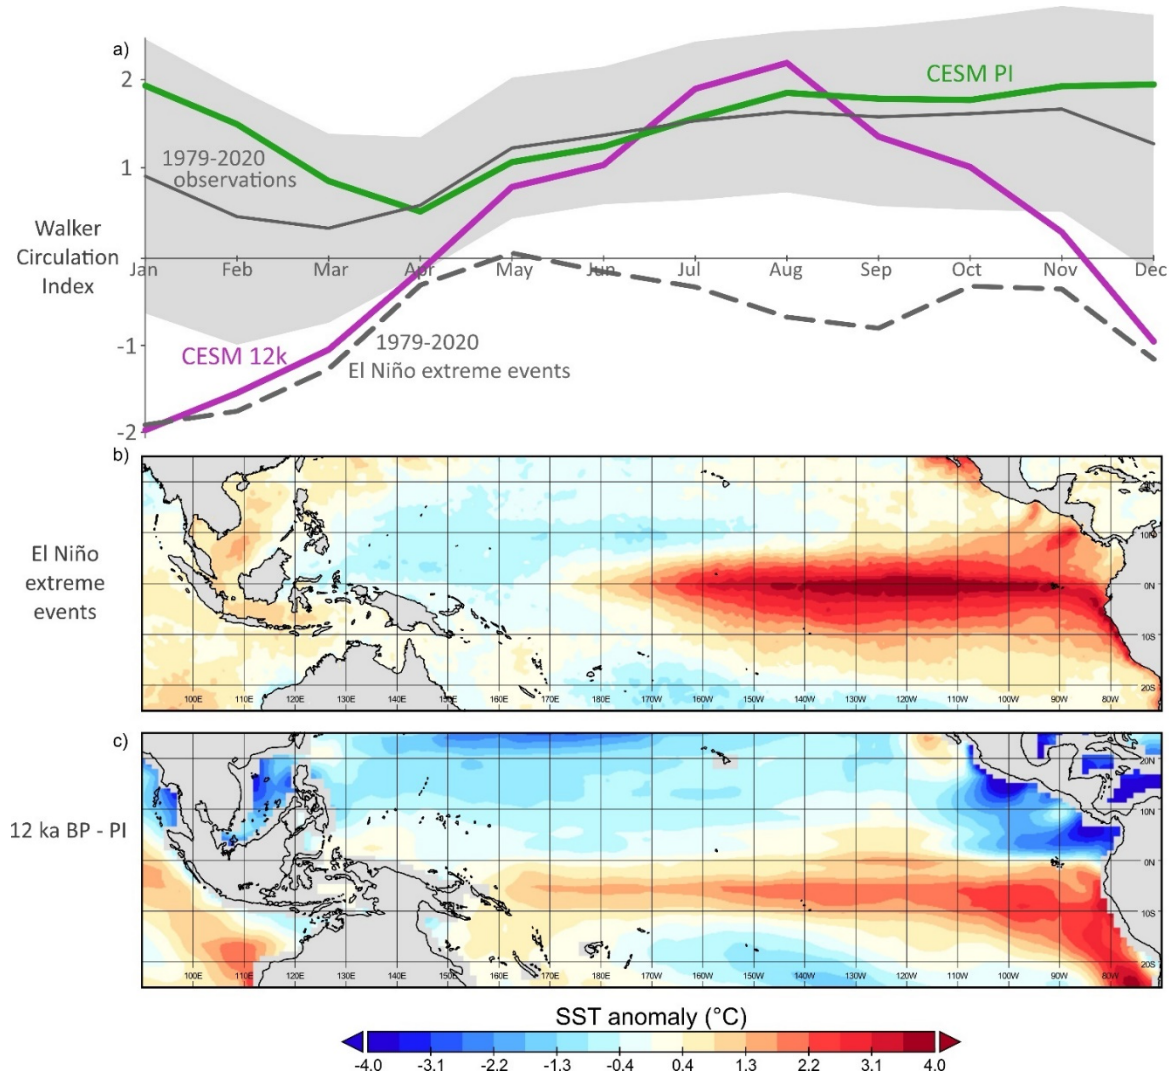 a)
2
CESM PI
1
1979-2020
observations
Walker
Circulation
Index
Jan Feb Mar Apr May Jun Jul Aug Sep Oct Nov Dec
-1
CESM 12k
1979-2020
El Niño extreme events
-2
b)
El Niño
extreme
events
10N
0N
10S
20S
100E 110E 120E 130E 140E 150E 160E 170E 180E 170W 160W 150W 140W 130W 120W 110W 100W 90W 80W
c)
12 ka BP - PI
20N
10N
0N
10S
20S
100E 110E 120E 130E 140E 150E 160E 170E 180E 170W 160W 150W 140W 130W 120W 110W 100W 90W 80W
SST anomaly (°C)
-4.0 -3.1 -2.2 -1.3 -0.4 0.4 1.3 2.2 3.1 4.0